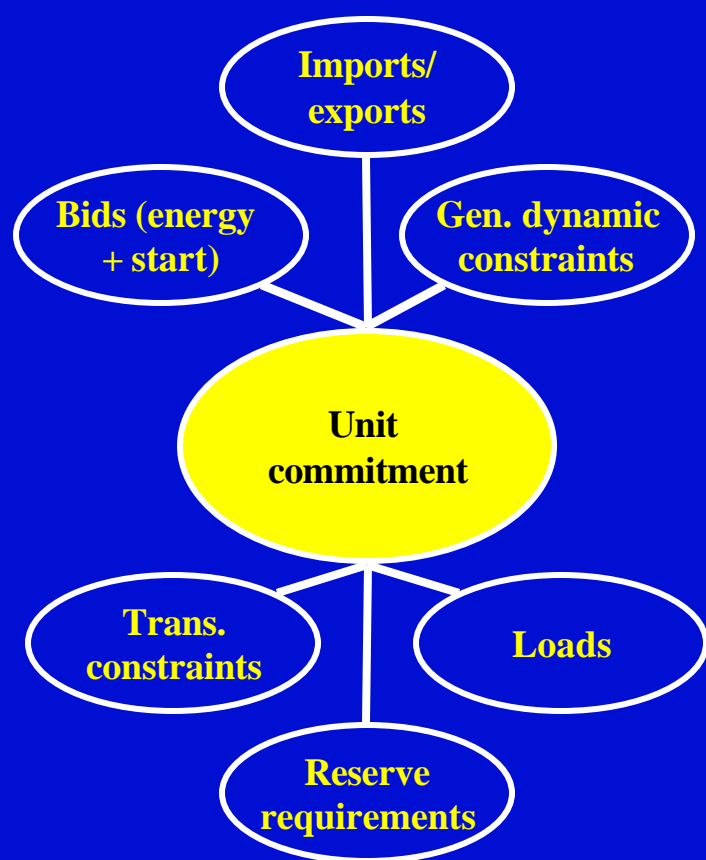 Imports/
exports
Bids (energy
+ start)
Gen. dynamic
constraints
Unit
commitment
Trans.
constraints
Loads
Reserve
requirements